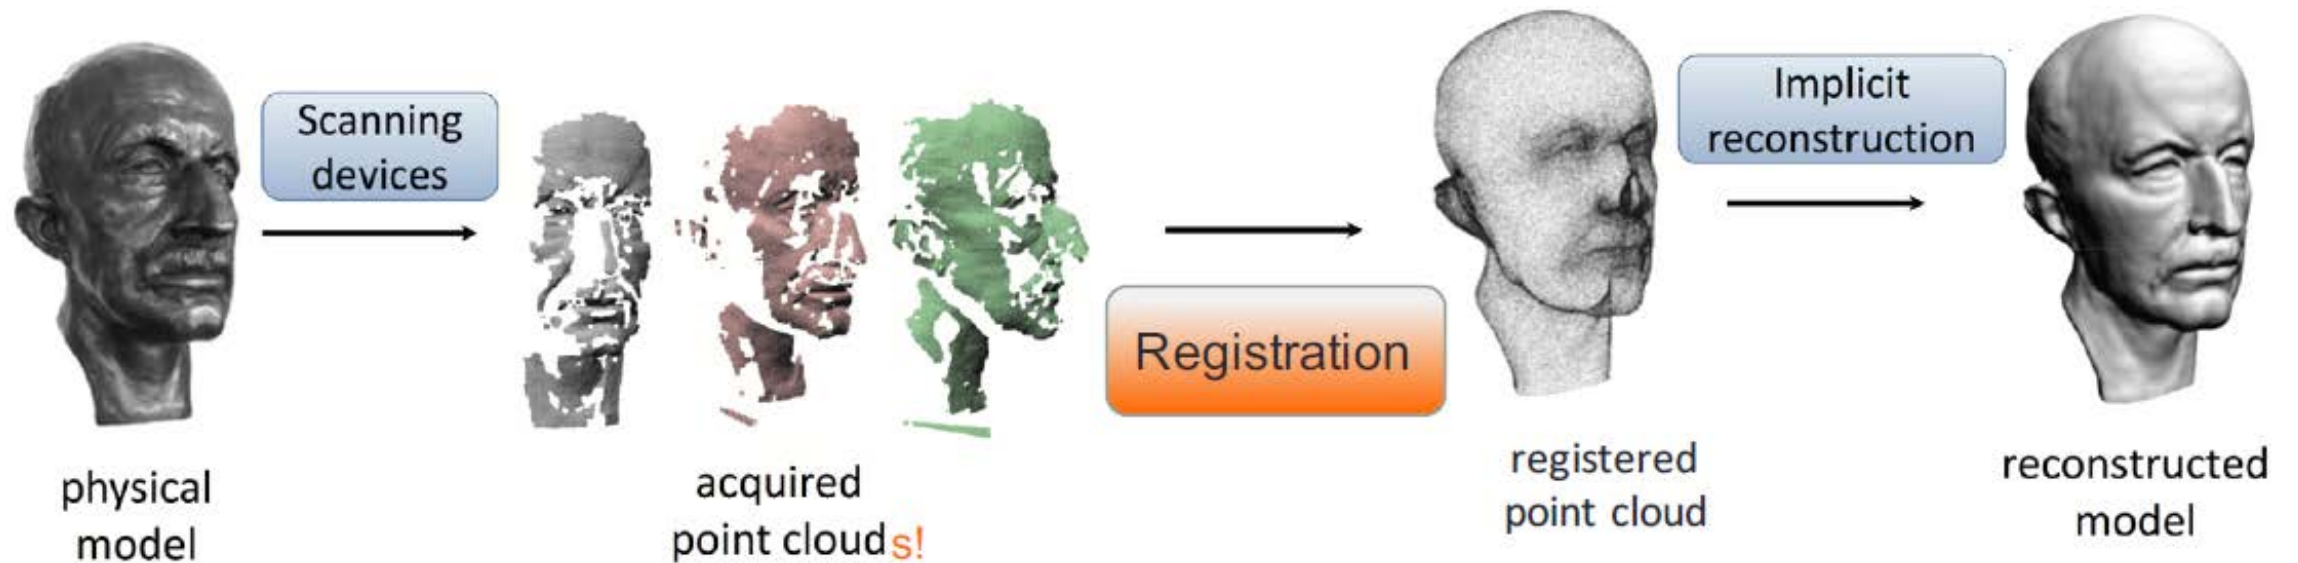 Scanning
devices
Implicit
reconstruction
Registration
physical
model
acquired
point clouds!
registered
point cloud
reconstructed
model